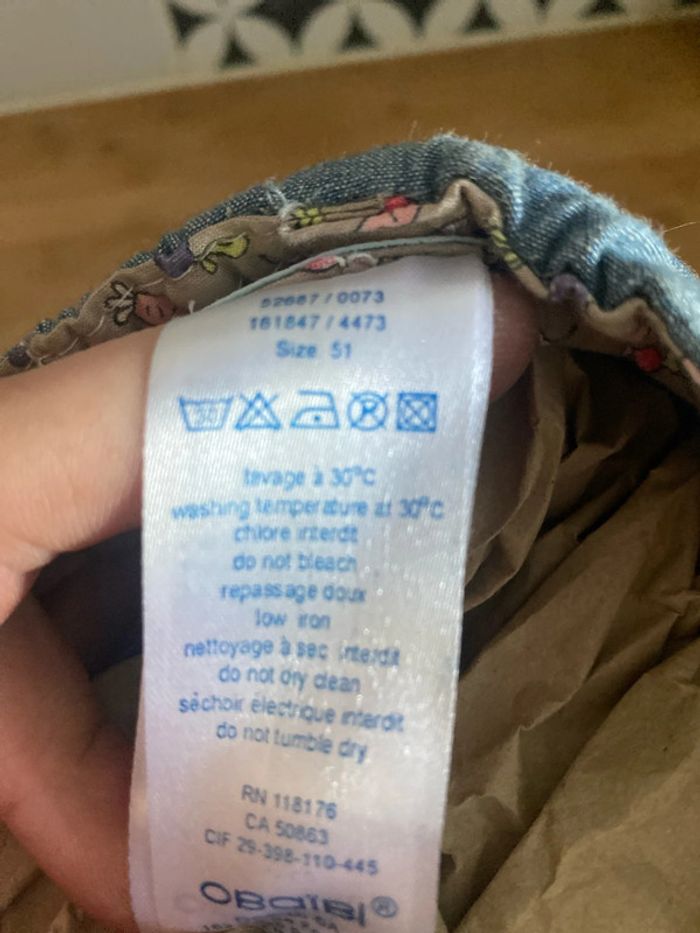 52687 / 0073
161847 / 4473
Size 51
30
lavage à 30°C
washing temperature at 30°C
chlore interdit
do not bleach
repassage doux
low iron
nettoyage à sec interdit
do not dry clean
séchoir électrique interdit
do not tumble dry
RN 118176
CA 50863
CIF 29-398-110-445
OBAÏBI®